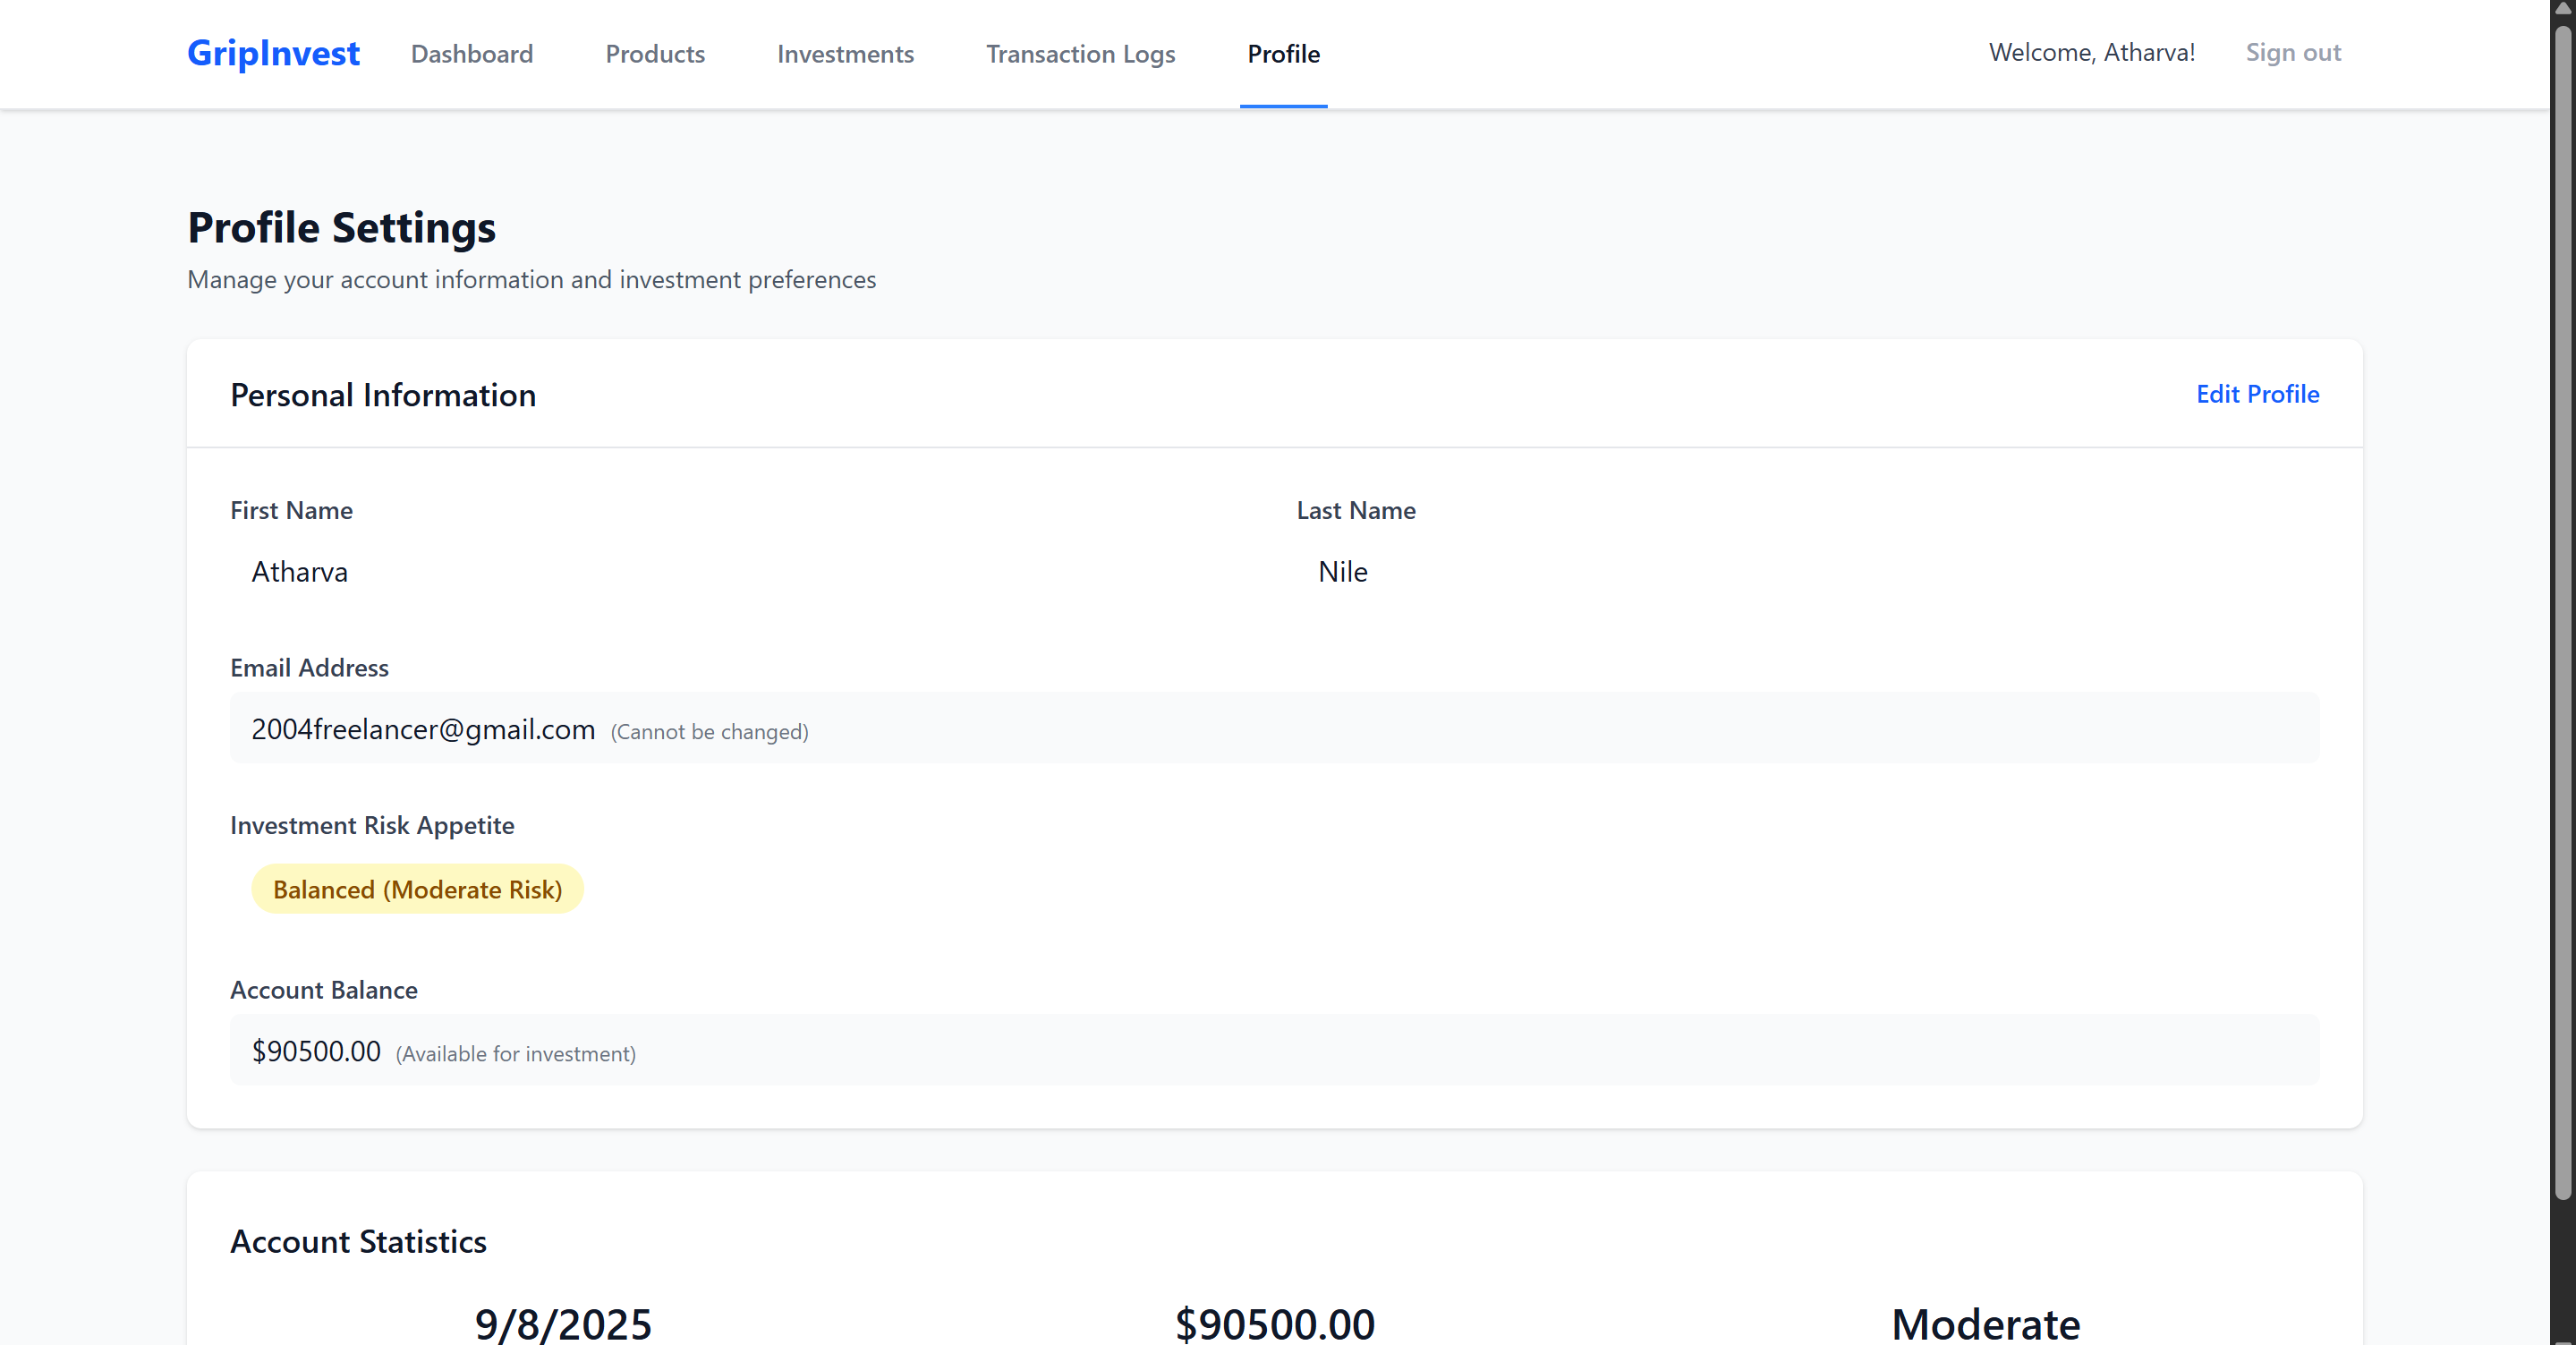 GripInvest Dashboard Products Investments Transaction Logs Profile Welcome, Atharva! Sign out
Profile Settings
Manage your account information and investment preferences
Personal Information Edit Profile
First Name Last Name
Atharva Nile
Email Address
2004freelancer@gmail.com (Cannot be changed)
Investment Risk Appetite
Balanced (Moderate Risk)
Account Balance
$90500.00 (Available for investment)
Account Statistics
9/8/2025 $90500.00 Moderate